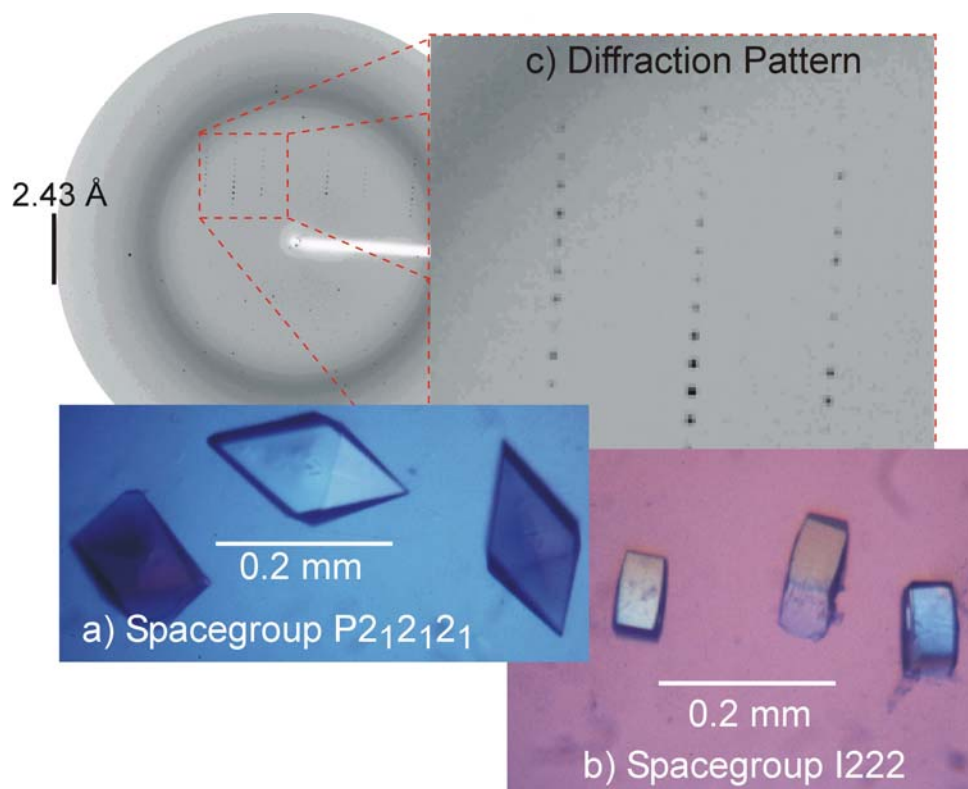 c) Diffraction Pattern
2.43 Å
0.2 mm
a) Spacegroup P2₁2₁2₁
0.2 mm
b) Spacegroup I222